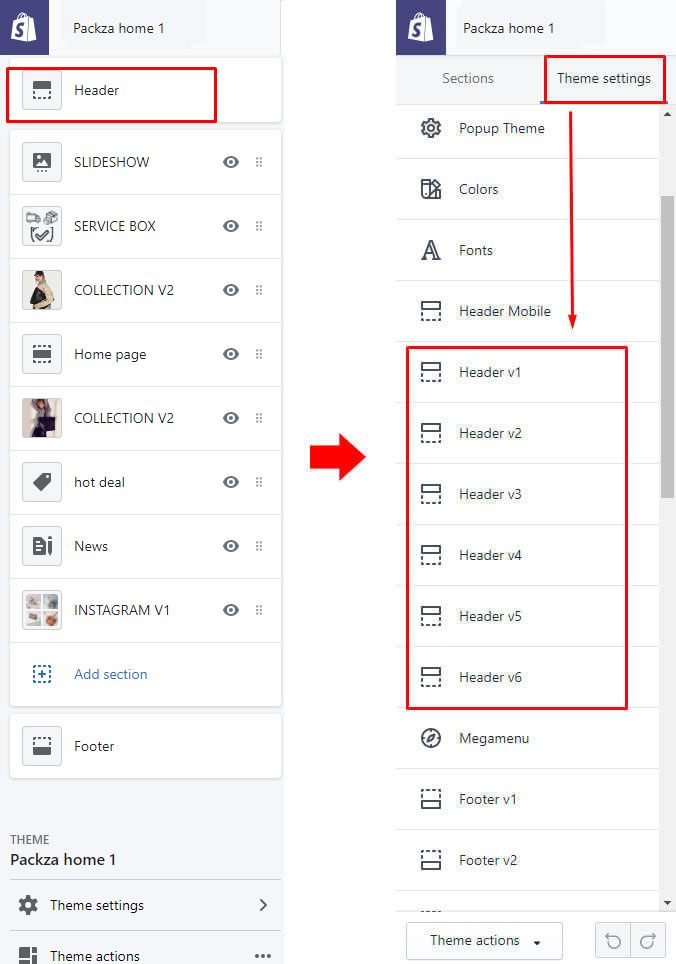 Packza home 1
Header
SLIDESHOW
SERVICE BOX
COLLECTION V2
Home page
COLLECTION V2
hot deal
News
INSTAGRAM V1
Add section
Footer
THEME
Packza home 1
Theme settings
Theme actions
Packza home 1
Sections
Theme settings
Popup Theme
Colors
Fonts
Header Mobile
Header v1
Header v2
Header v3
Header v4
Header v5
Header v6
Megamenu
Footer v1
Footer v2
Theme actions